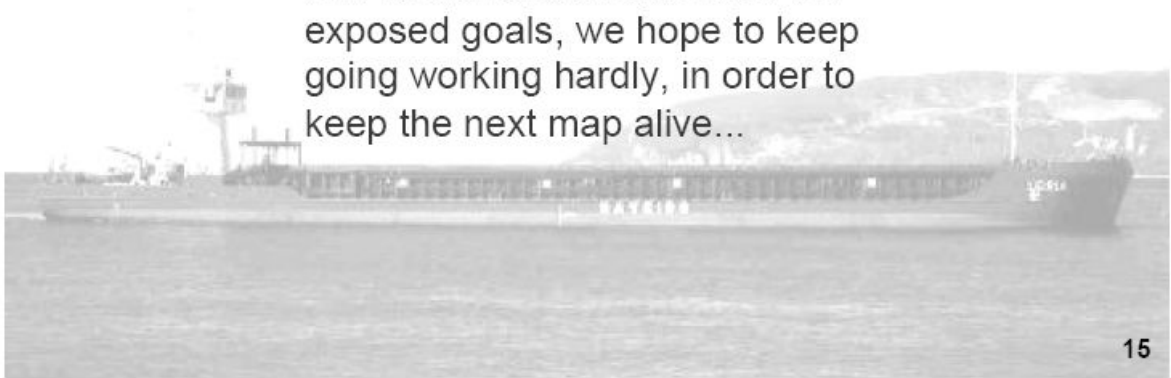 exposed goals, we hope to keep
going working hardly, in order to
keep the next map alive...
15